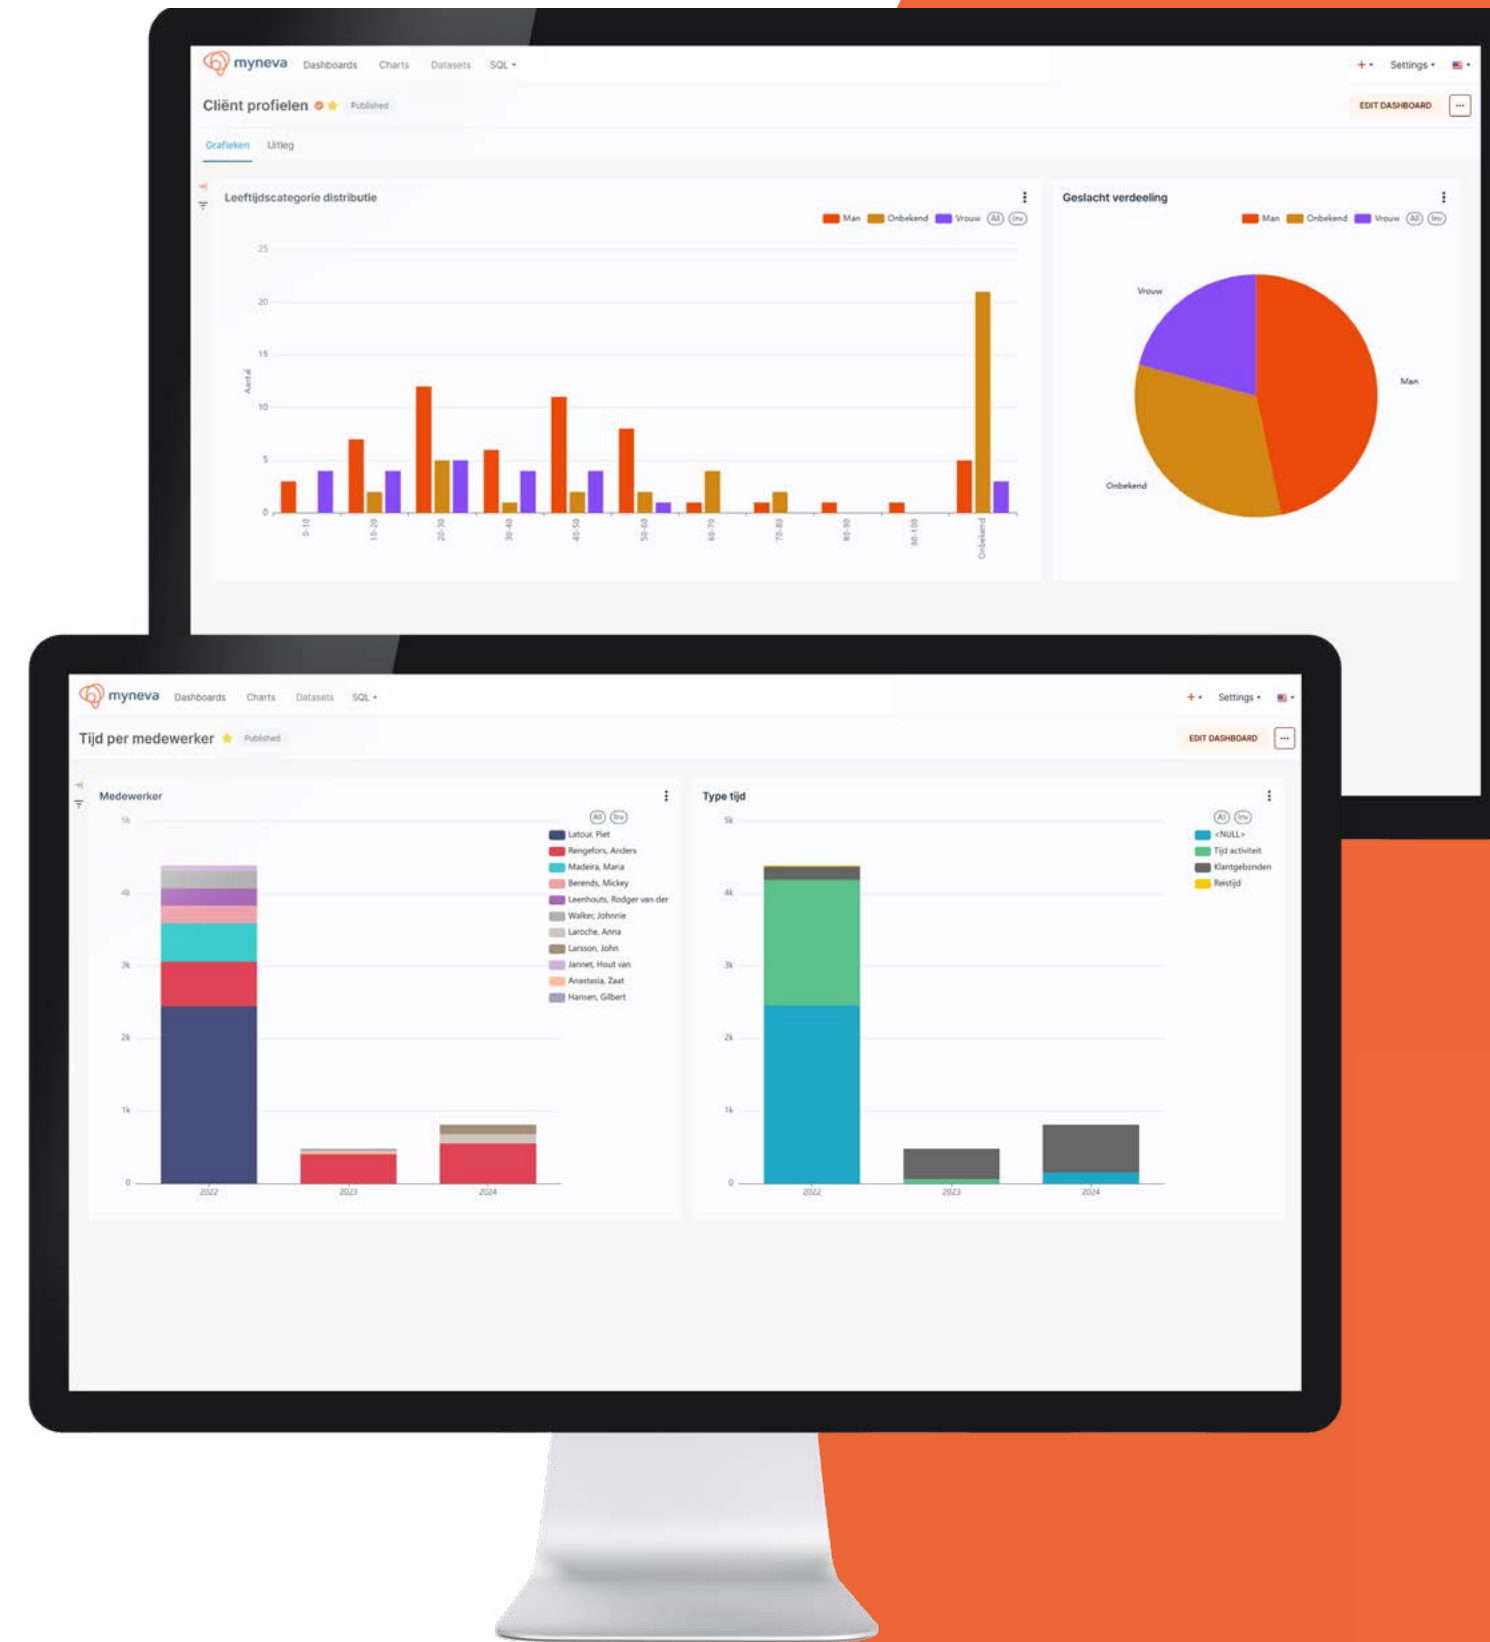 myneva Dashboards Charts Datasets SQL
Settings
Cliënt profielen Published
EDIT DASHBOARD
Grafieken Uitleg
Leeftijdscategorie distributie
Man Onbekend Vrouw All Inv
25
20
15
10
5
0
Aantal
0-10 10-20 20-30 30-40 40-50 50-60 60-70 70-80 80-90 90-100 Onbekend
Geslacht verdeeling
Man Onbekend Vrouw All Inv
Vrouw
Man
Onbekend
myneva Dashboards Charts Datasets SQL
Settings
Tijd per medewerker Published
EDIT DASHBOARD
Medewerker
All Inv
Latour, Piet
Rengefors, Anders
Madeira, Maria
Berends, Mickey
Leenhouts, Rodger van der
Walker, Johnnie
Laroche, Anna
Larsson, John
Jannet, Hout van
Anastasia, Zaat
Hansen, Gilbert
5k
4k
3k
2k
1k
0
2022 2023 2024
Type tijd
All Inv
<NULL>
Tijd activiteit
Klantgebonden
Reistijd
5k
4k
3k
2k
1k
0
2022 2023 2024